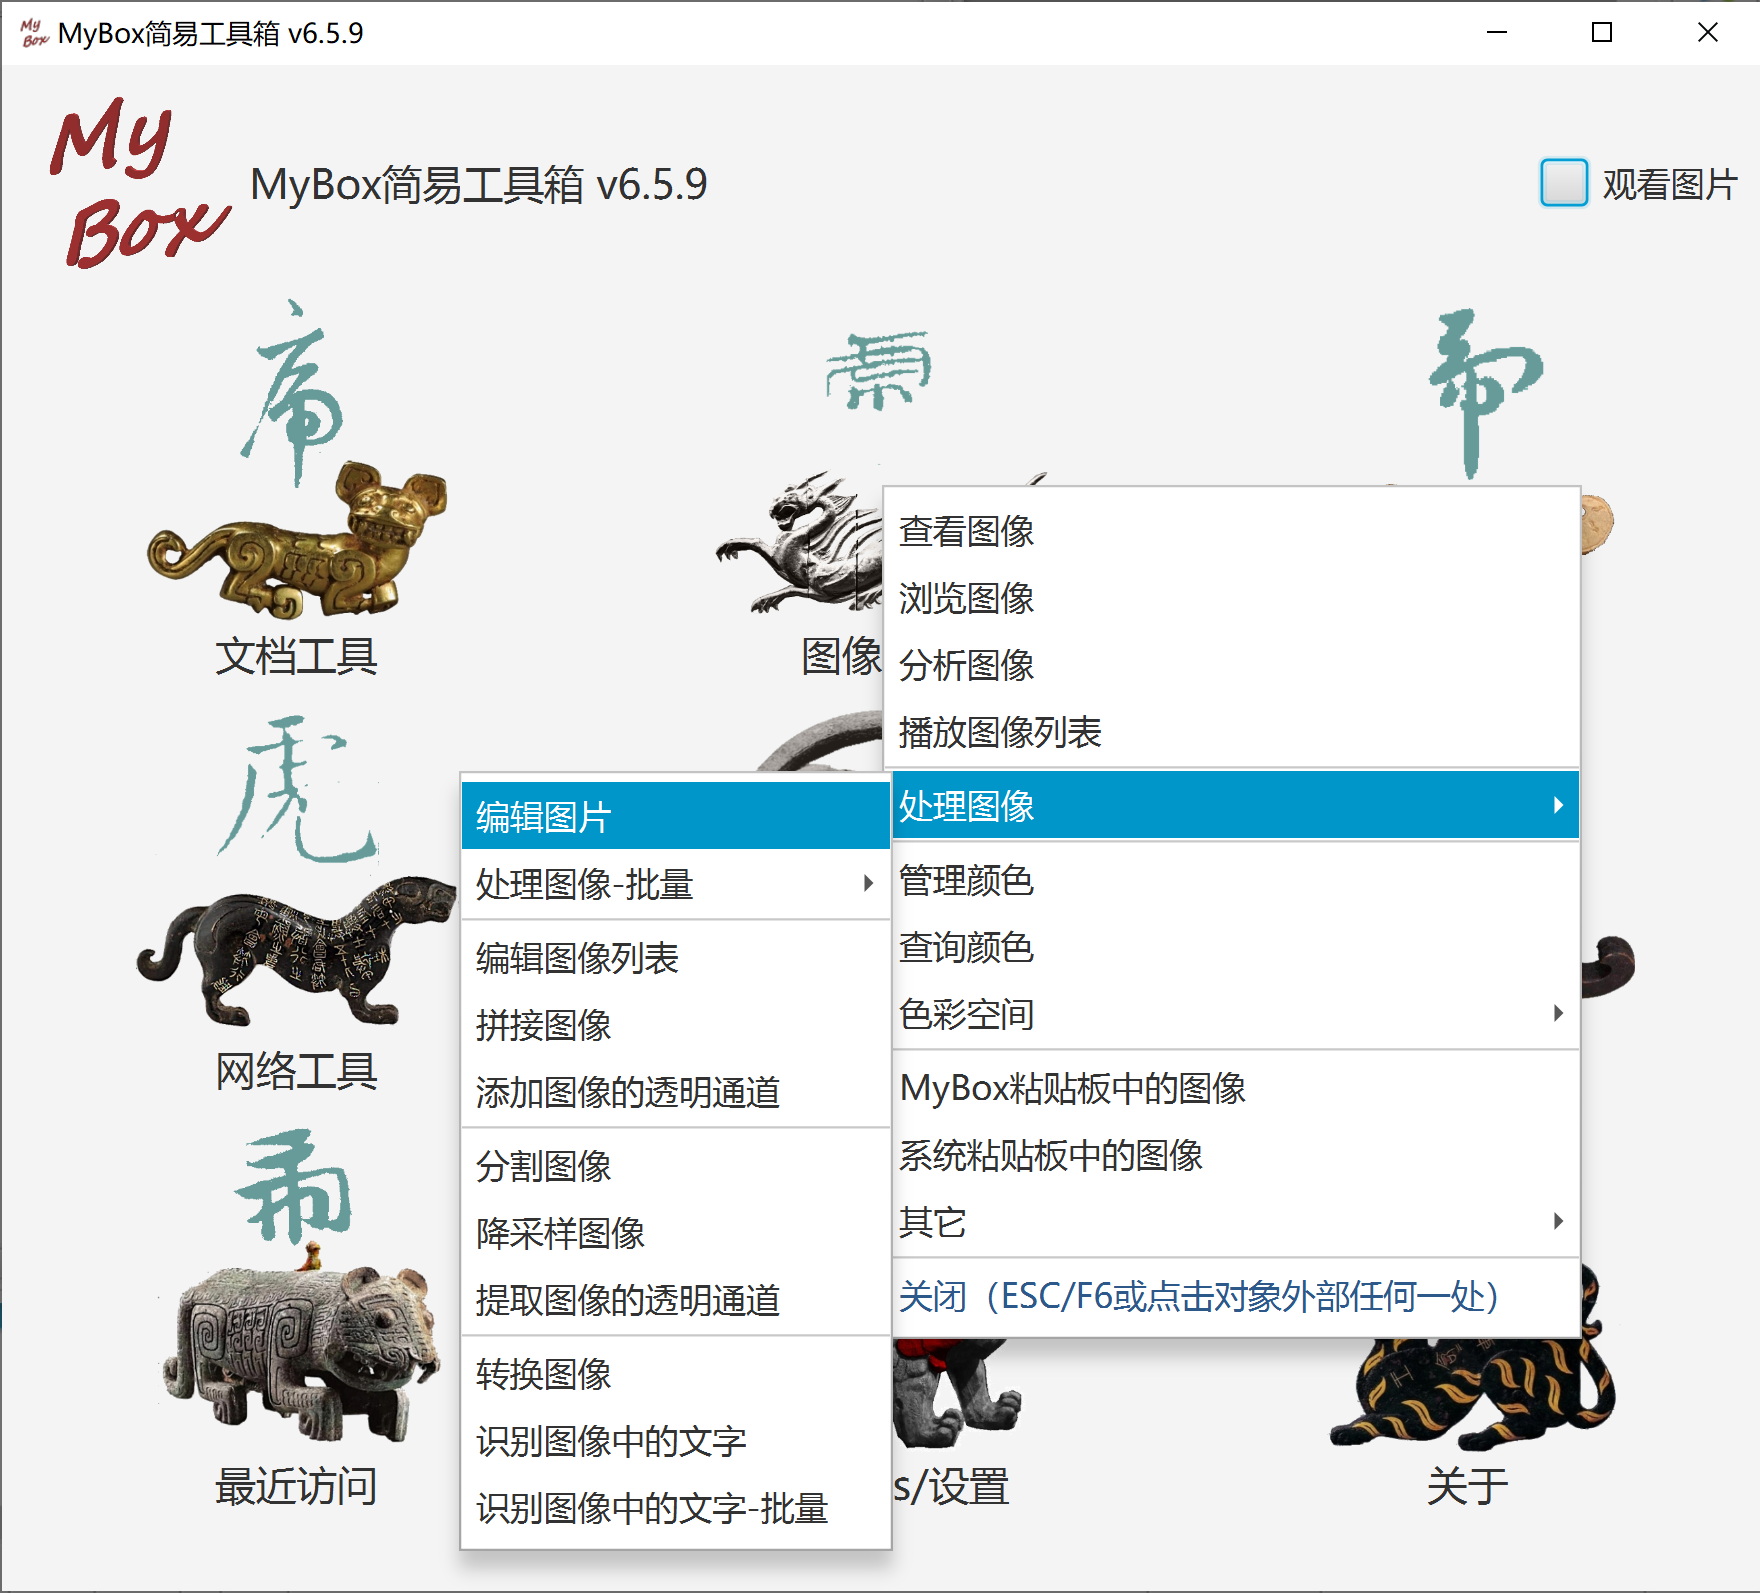 MyBox简易工具箱 v6.5.9
My
Box
MyBox简易工具箱 v6.5.9
观看图片
文档工具
图像
查看图像
浏览图像
分析图像
播放图像列表
处理图像
管理颜色
查询颜色
色彩空间
MyBox粘贴板中的图像
系统粘贴板中的图像
其它
关闭（ESC/F6或点击对象外部任何一处）
虎
网络工具
编辑图片
处理图像-批量
编辑图像列表
拼接图像
添加图像的透明通道
分割图像
降采样图像
提取图像的透明通道
转换图像
识别图像中的文字
识别图像中的文字-批量
最近访问
s/设置
关于